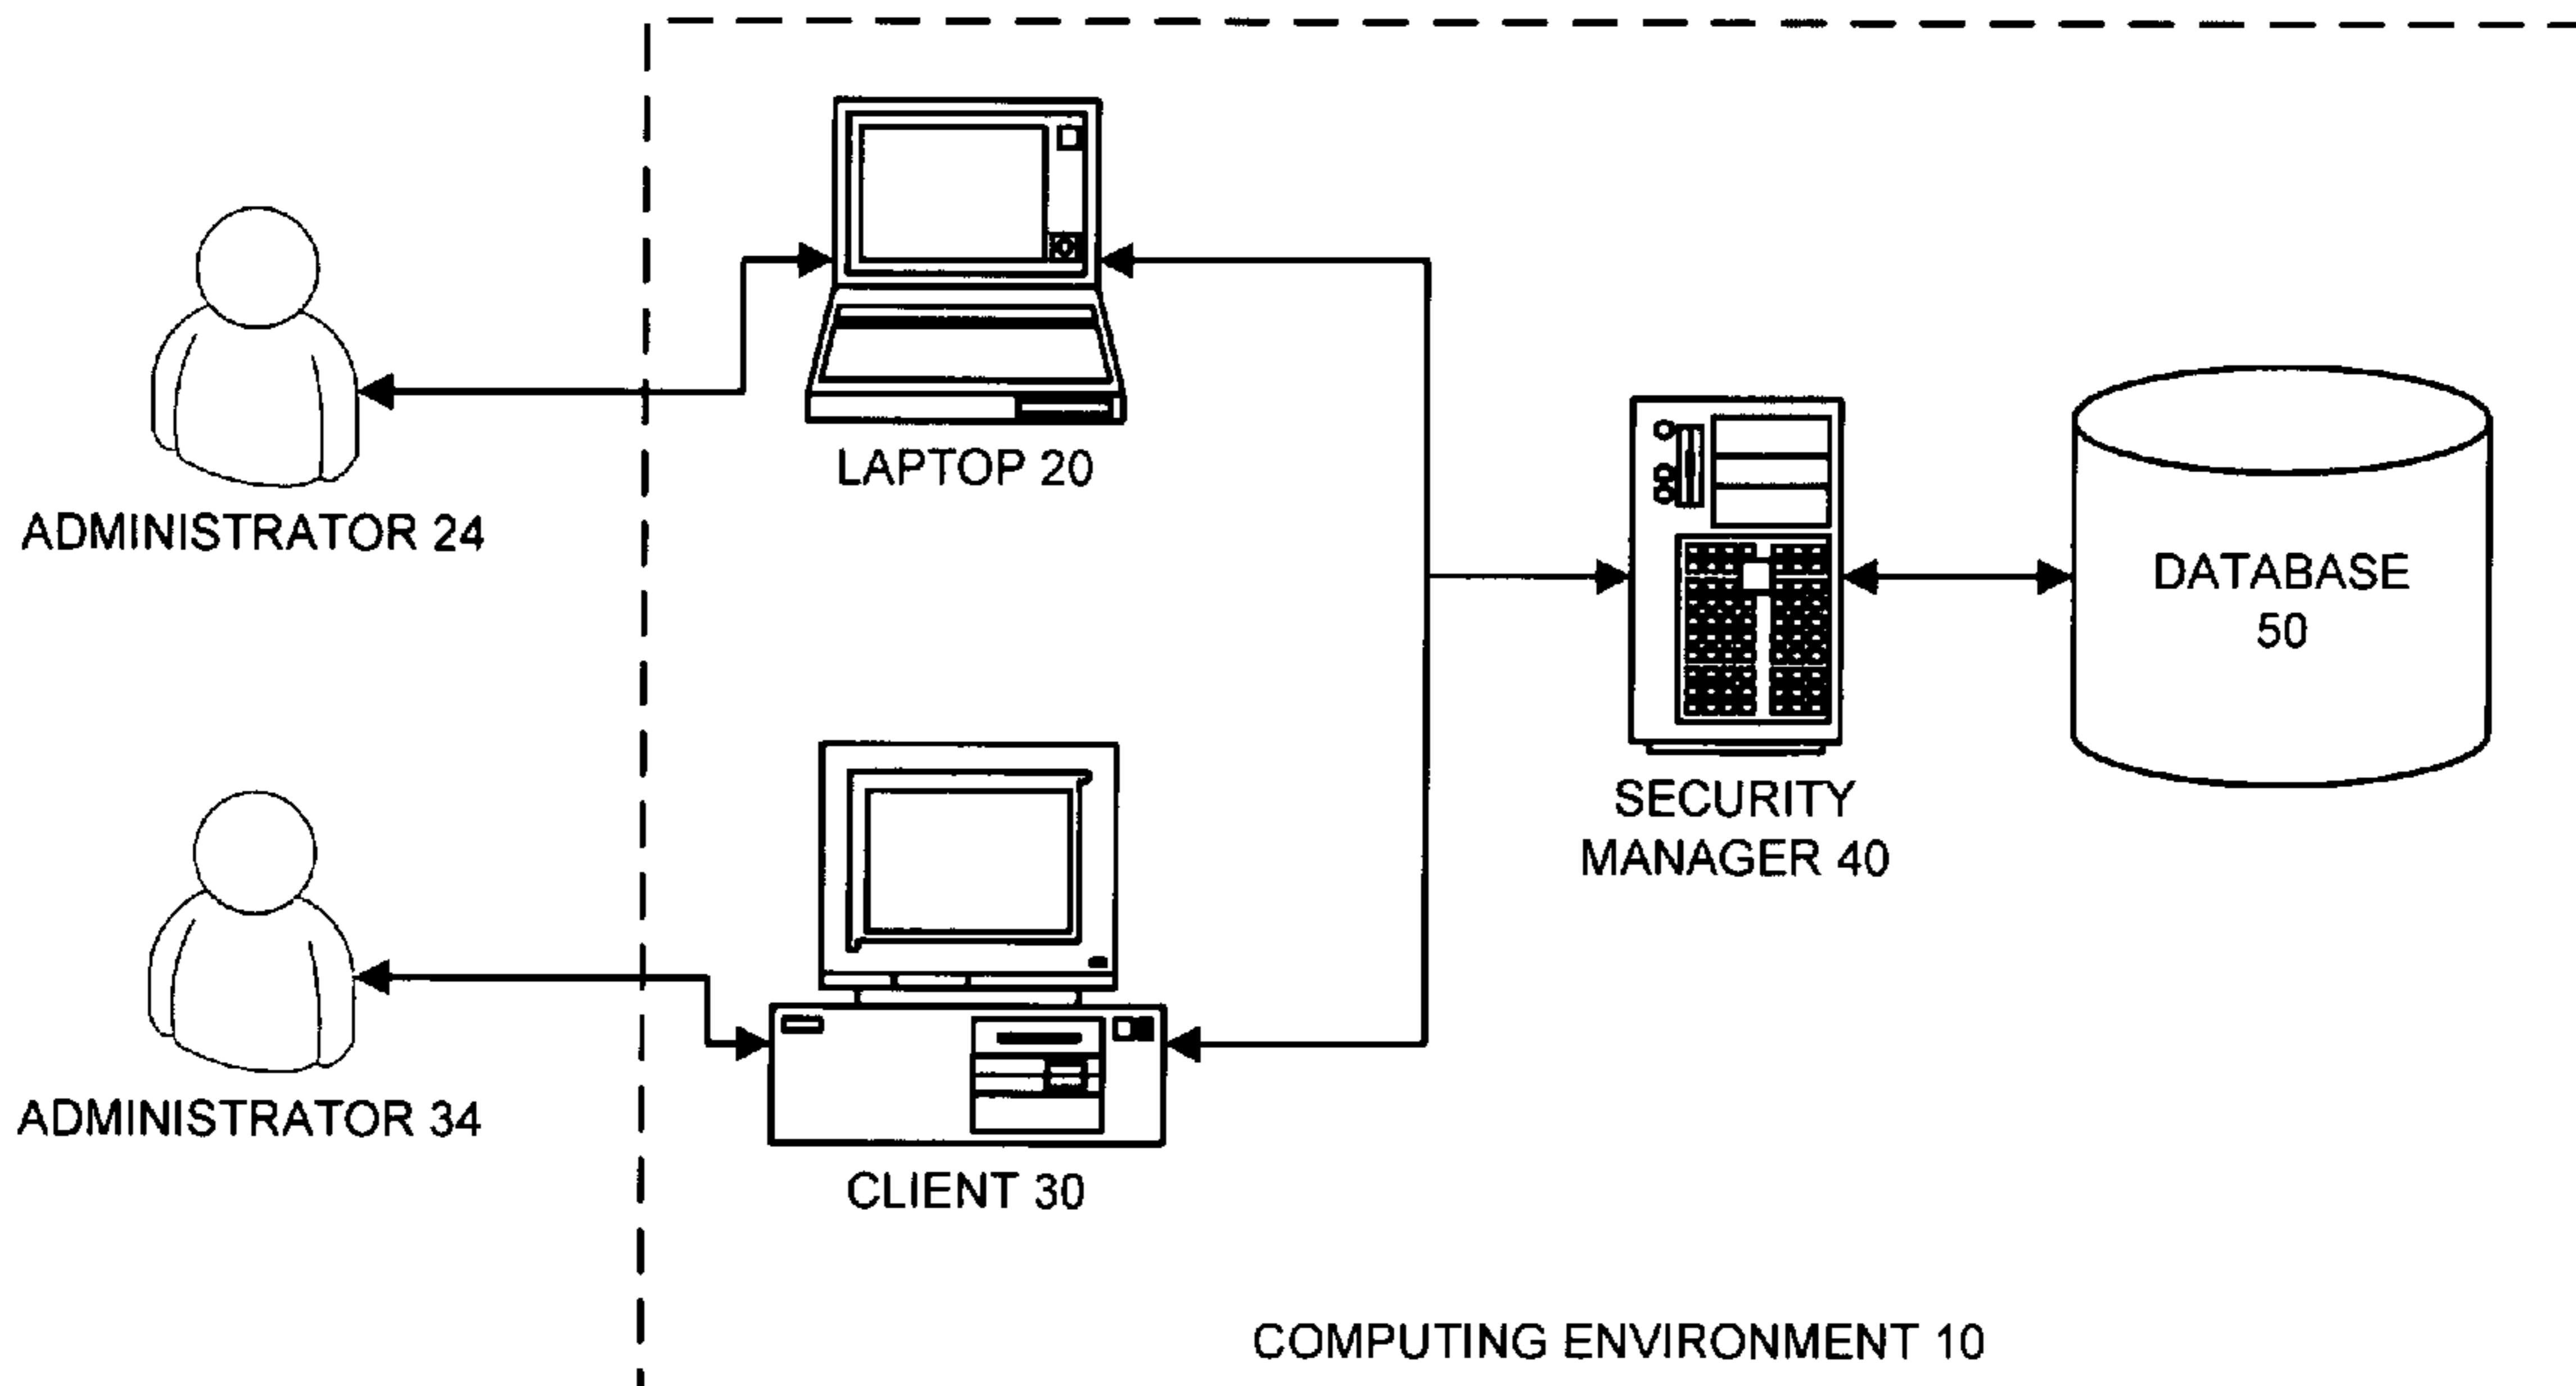 LAPTOP 20
ADMINISTRATOR 24
DATABASE
50
SECURITY
MANAGER 40
ADMINISTRATOR 34
CLIENT 30
COMPUTING ENVIRONMENT 10